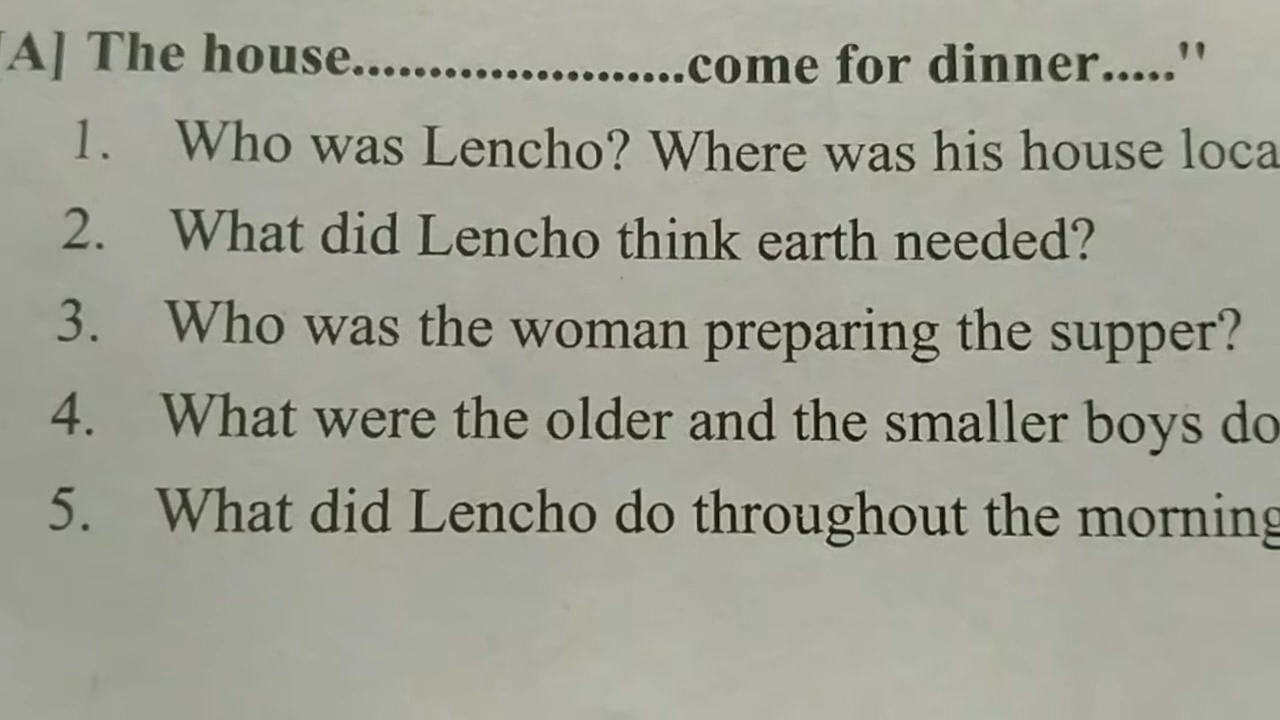 [A] The house......................come for dinner....."
1. Who was Lencho? Where was his house loca
2. What did Lencho think earth needed?
3. Who was the woman preparing the supper?
4. What were the older and the smaller boys do
5. What did Lencho do throughout the morning